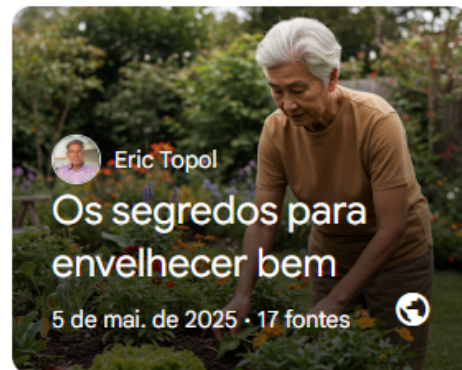 Eric Topol
Os segredos para
envelhecer bem
5 de mai. de 2025 • 17 fontes